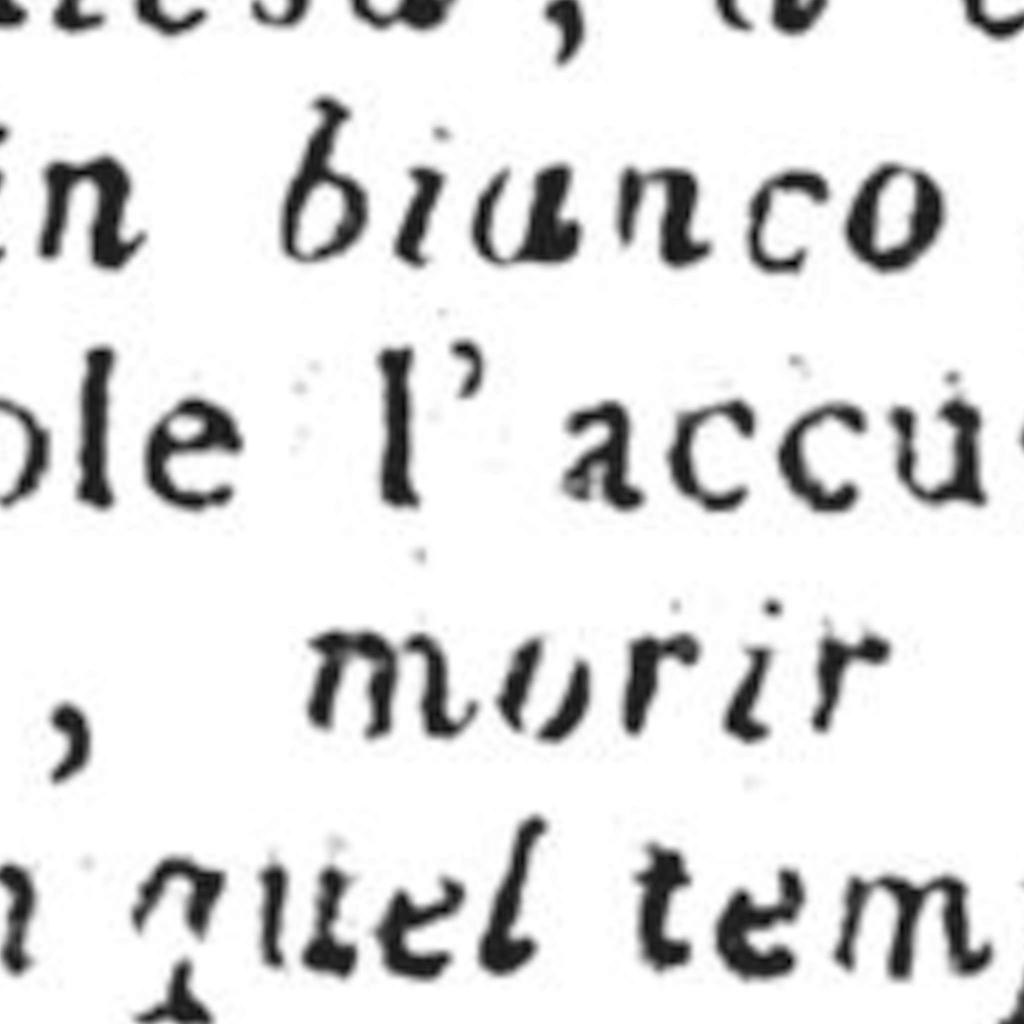 in bianco
ole l' accu
, morir
quel tem